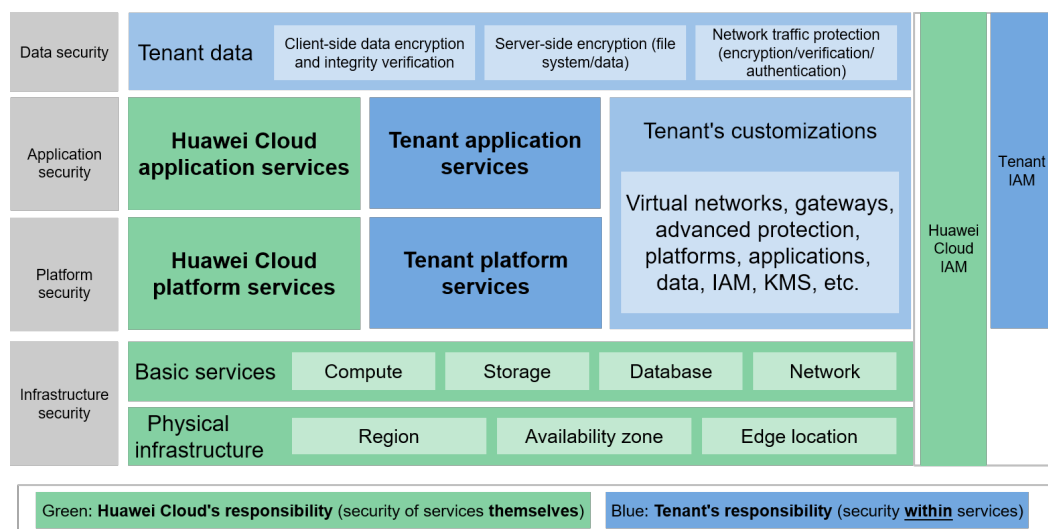 Data security
Tenant data
Client-side data encryption
and integrity verification
Server-side encryption (file
system/data)
Network traffic protection
(encryption/verification/
authentication)
Application
security
Huawei Cloud
application services
Tenant application
services
Tenant's customizations
Virtual networks, gateways,
advanced protection,
platforms, applications,
data, IAM, KMS, etc.
Platform
security
Huawei Cloud
platform services
Tenant platform
services
Huawei
Cloud
IAM
Tenant
IAM
Infrastructure
security
Basic services
Compute
Storage
Database
Network
Physical
infrastructure
Region
Availability zone
Edge location
Green: Huawei Cloud's responsibility (security of services themselves)
Blue: Tenant's responsibility (security within services)